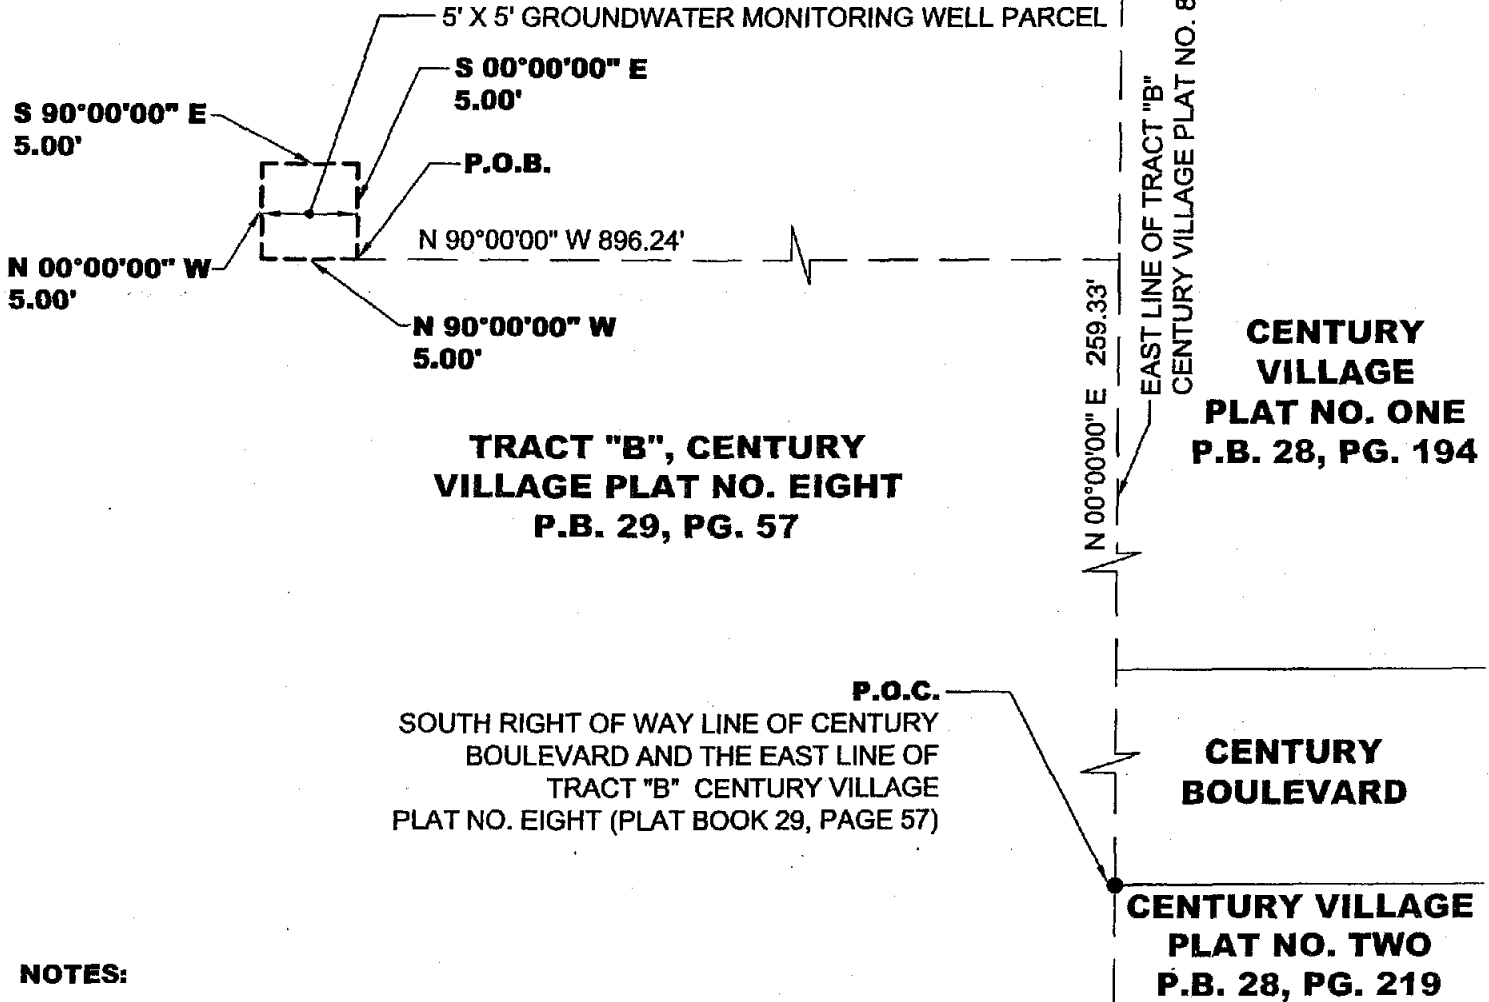 5' X 5' GROUNDWATER MONITORING WELL PARCEL
S 00°00'00" E
5.00'
S 90°00'00" E
5.00'
P.O.B.
N 90°00'00" W 896.24'
N 00°00'00" W
5.00'
N 90°00'00" W
5.00'
N 00°00'00" E 259.33'
EAST LINE OF TRACT "B"
CENTURY VILLAGE PLAT NO. 8
CENTURY
VILLAGE
PLAT NO. ONE
P.B. 28, PG. 194
TRACT "B", CENTURY
VILLAGE PLAT NO. EIGHT
P.B. 29, PG. 57
P.O.C.
SOUTH RIGHT OF WAY LINE OF CENTURY
BOULEVARD AND THE EAST LINE OF
TRACT "B" CENTURY VILLAGE
PLAT NO. EIGHT (PLAT BOOK 29, PAGE 57)
CENTURY
BOULEVARD
CENTURY VILLAGE
PLAT NO. TWO
P.B. 28, PG. 219
NOTES: